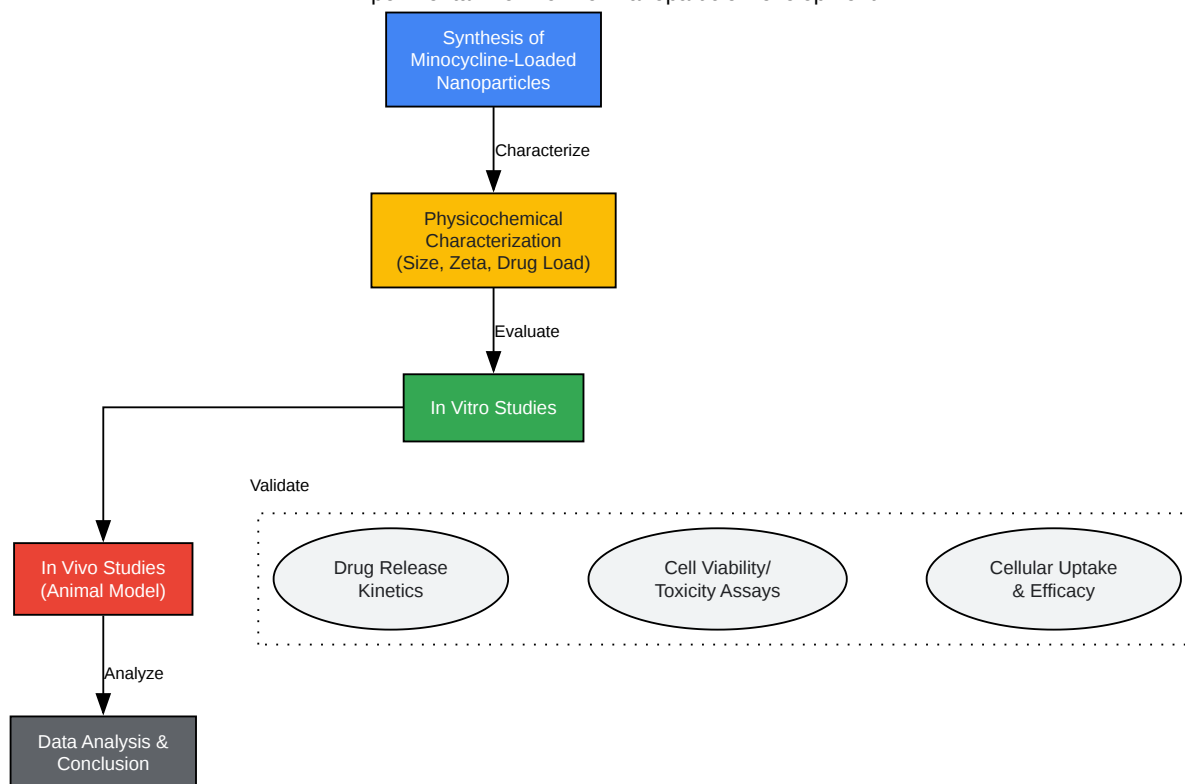 Synthesis of
Minocycline-Loaded
Nanoparticles
Characterize
Physicochemical
Characterization
(Size, Zeta, Drug Load)
Evaluate
In Vitro Studies
Validate
In Vivo Studies
(Animal Model)
Drug Release
Kinetics
Cell Viability/
Toxicity Assays
Cellular Uptake
& Efficacy
Analyze
Data Analysis &
Conclusion